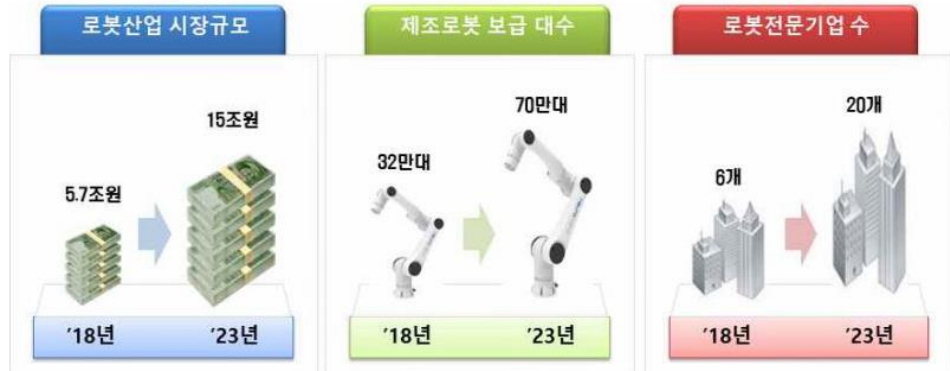 로봇산업 시장규모
5.7조원
15조원
'18년
'23년
제조로봇 보급 대수
32만대
70만대
'18년
'23년
로봇전문기업 수
6개
20개
'18년
'23년